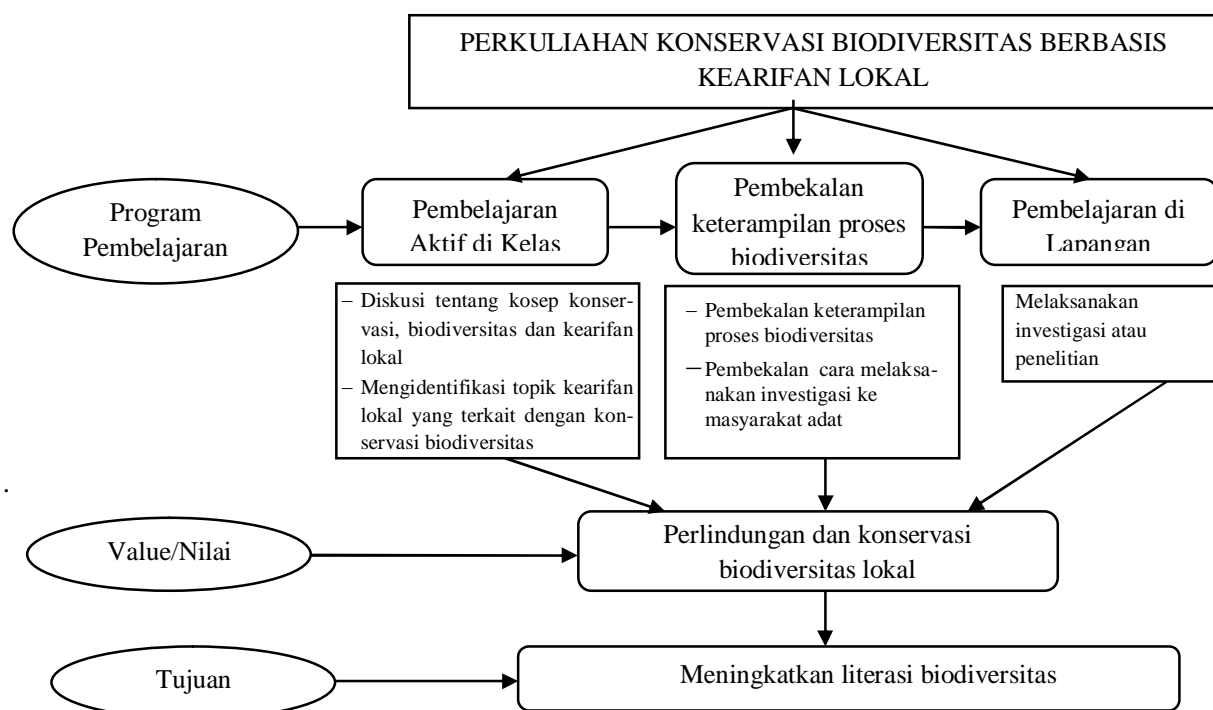 PERKULIAHAN KONSERVASI BIODIVERSITAS BERBASIS
KEARIFAN LOKAL
Program
Pembelajaran
Pembelajaran
Aktif di Kelas
Pembekalan
keterampilan proses
biodiversitas
Pembelajaran di
Lapangan
– Diskusi tentang kosep konser-
vasi, biodiversitas dan kearifan
lokal
– Mengidentifikasi topik kearifan
lokal yang terkait dengan kon-
servasi biodiversitas
– Pembekalan keterampilan
proses biodiversitas
– Pembekalan cara melaksa-
nakan investigasi ke
masyarakat adat
Melaksanakan
investigasi atau
penelitian
.
Value/Nilai
Perlindungan dan konservasi
biodiversitas lokal
Tujuan
Meningkatkan literasi biodiversitas